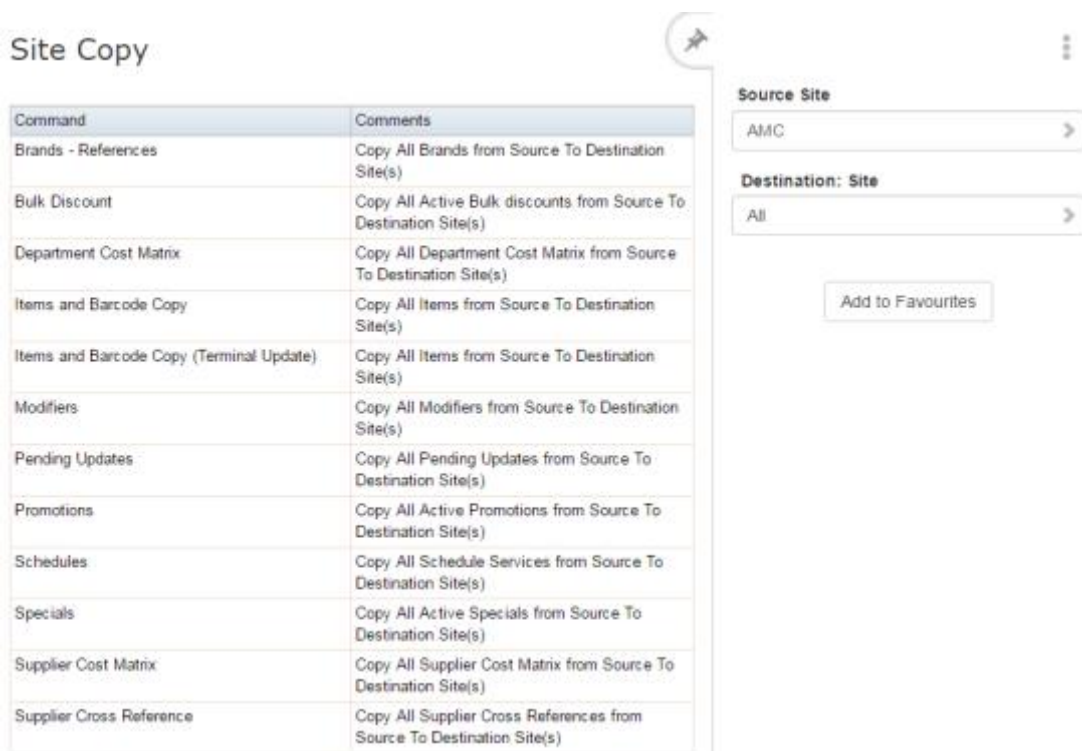 Site Copy
Command Comments
Brands - References Copy All Brands from Source To Destination
Site(s)
Bulk Discount Copy All Active Bulk discounts from Source To
Destination Site(s)
Department Cost Matrix Copy All Department Cost Matrix from Source
To Destination Site(s)
Items and Barcode Copy Copy All Items from Source To Destination
Site(s)
Items and Barcode Copy (Terminal Update) Copy All Items from Source To Destination
Site(s)
Modifiers Copy All Modifiers from Source To Destination
Site(s)
Pending Updates Copy All Pending Updates from Source To
Destination Site(s)
Promotions Copy All Active Promotions from Source To
Destination Site(s)
Schedules Copy All Schedule Services from Source To
Destination Site(s)
Specials Copy All Active Specials from Source To
Destination Site(s)
Supplier Cost Matrix Copy All Supplier Cost Matrix from Source To
Destination Site(s)
Supplier Cross Reference Copy All Supplier Cross References from
Source To Destination Site(s)
Source Site
AMC
Destination: Site
All
Add to Favourites